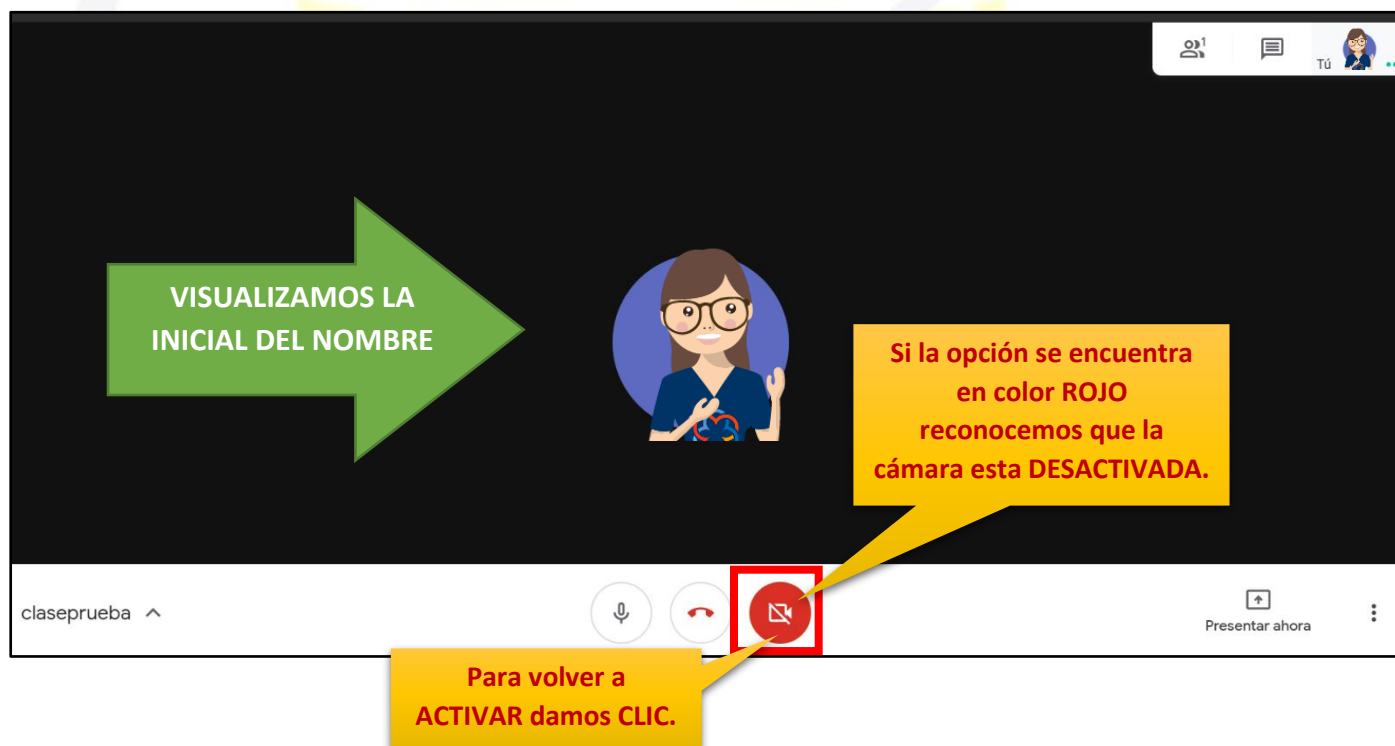 1
Tú
VISUALIZAMOS LA
INICIAL DEL NOMBRE
Si la opción se encuentra
en color ROJO
reconocemos que la
cámara esta DESACTIVADA.
claseprueba
Presentar ahora
Para volver a
ACTIVAR damos CLIC.